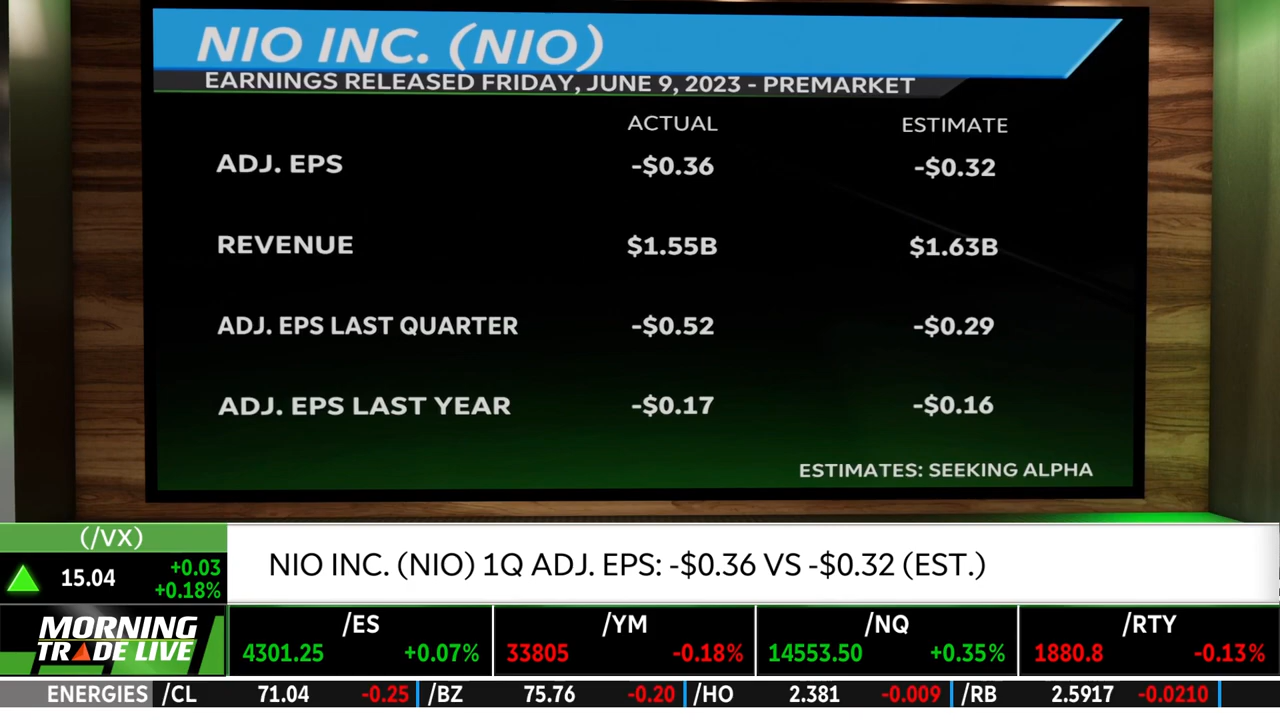 NIO INC. (NIO)
EARNINGS RELEASED FRIDAY, JUNE 9, 2023 - PREMARKET
ACTUAL ESTIMATE
ADJ. EPS -$0.36 -$0.32
REVENUE $1.55B $1.63B
ADJ. EPS LAST QUARTER -$0.52 -$0.29
ADJ. EPS LAST YEAR -$0.17 -$0.16
ESTIMATES: SEEKING ALPHA
(/VX)
15.04 +0.03
+0.18%
NIO INC. (NIO) 1Q ADJ. EPS: -$0.36 VS -$0.32 (EST.)
MORNING
TRADE LIVE
/ES
4301.25 +0.07%
/YM
33805 -0.18%
/NQ
14553.50 +0.35%
/RTY
1880.8 -0.13%
ENERGIES /CL 71.04 -0.25 /BZ 75.76 -0.20 /HO 2.381 -0.009 /RB 2.5917 -0.0210